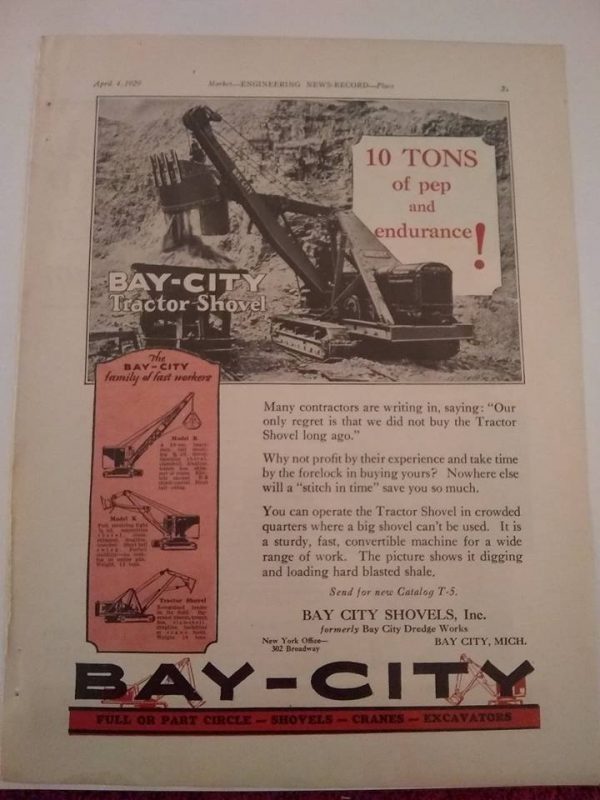 April 4, 1929
Market—ENGINEERING NEWS-RECORD—Place
10 TONS
of pep
and
endurance!
BAY-CITY
Tractor Shovel
The
BAY-CITY
family of fast workers
Model R
Model K
Tractor Shovel
Many contractors are writing in, saying: “Our
only regret is that we did not buy the Tractor
Shovel long ago.”
Why not profit by their experience and take time
by the forelock in buying yours? Nowhere else
will a “stitch in time” save you so much.
You can operate the Tractor Shovel in crowded
quarters where a big shovel can't be used. It is
a sturdy, fast, convertible machine for a wide
range of work. The picture shows it digging
and loading hard blasted shale.
Send for new Catalog T-5.
BAY CITY SHOVELS, Inc.
formerly Bay City Dredge Works
New York Office—
302 Broadway
BAY CITY, MICH.
BAY-CITY
FULL OR PART CIRCLE — SHOVELS — CRANES — EXCAVATORS